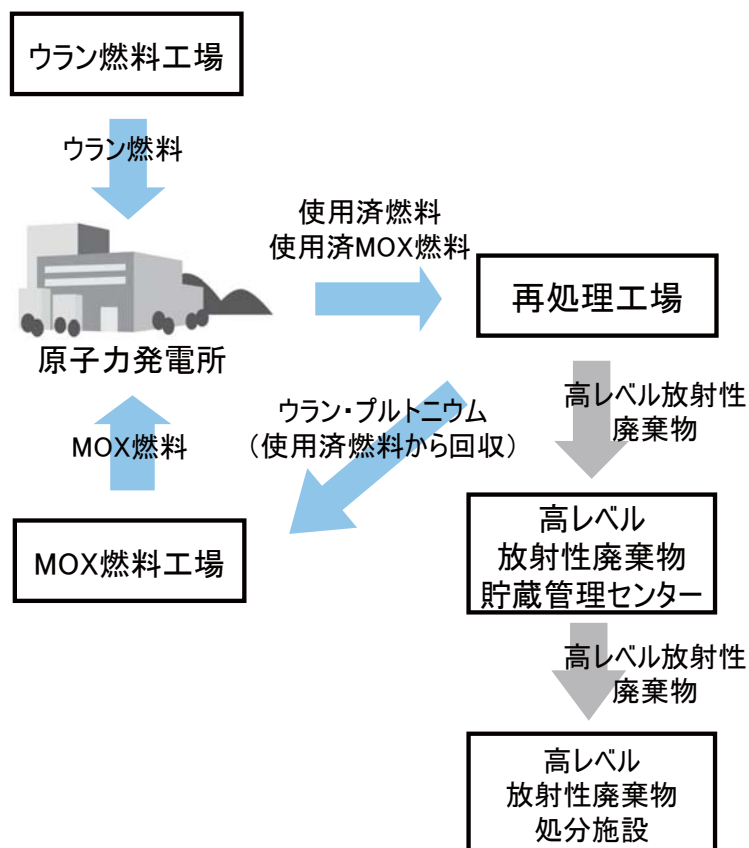 ウラン燃料工場
ウラン燃料
使用済燃料
使用済MOX燃料
再処理工場
原子力発電所
高レベル放射性
廃棄物
ウラン・プルトニウム
（使用済燃料から回収）
MOX燃料
MOX燃料工場
高レベル
放射性廃棄物
貯蔵管理センター
高レベル放射性
廃棄物
高レベル
放射性廃棄物
処分施設